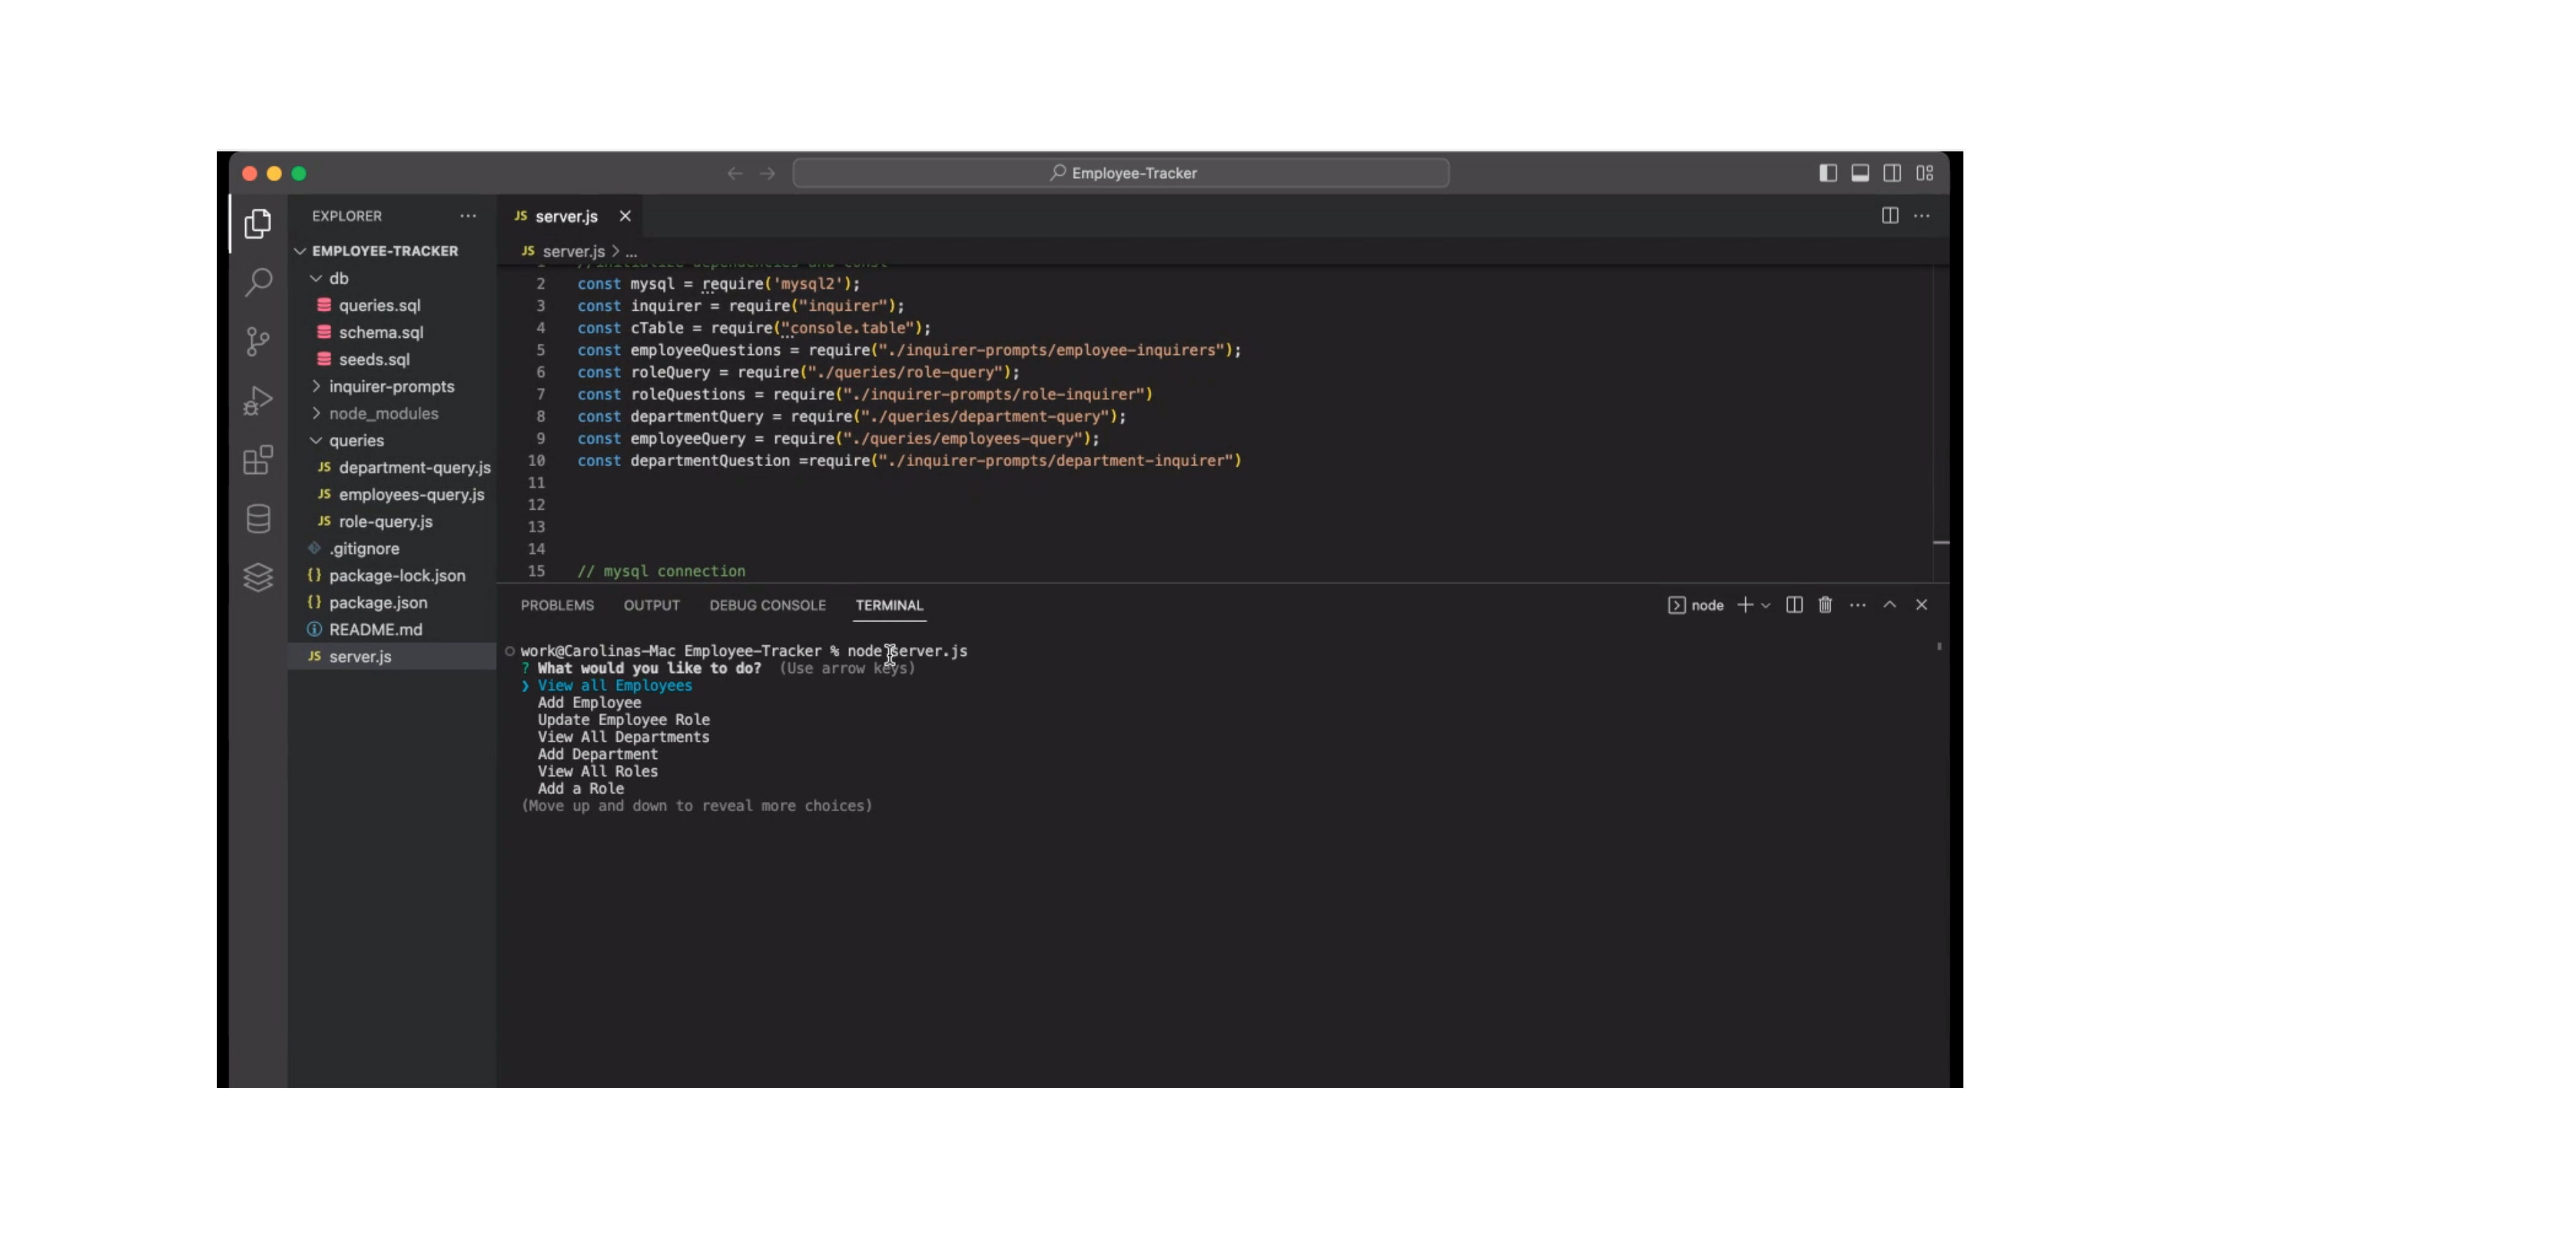 Employee-Tracker
EXPLORER
EMPLOYEE-TRACKER
db
queries.sql
schema.sql
seeds.sql
inquirer-prompts
node_modules
queries
JS department-query.js
JS employees-query.js
JS role-query.js
.gitignore
{} package-lock.json
{} package.json
README.md
JS server.js
JS server.js
JS server.js > ...
2 const mysql = require('mysql2');
3 const inquirer = require("inquirer");
4 const cTable = require("console.table");
5 const employeeQuestions = require("./inquirer-prompts/employee-inquirers");
6 const roleQuery = require("./queries/role-query");
7 const roleQuestions = require("./inquirer-prompts/role-inquirer")
8 const departmentQuery = require("./queries/department-query");
9 const employeeQuery = require("./queries/employees-query");
10 const departmentQuestion =require("./inquirer-prompts/department-inquirer")
11
12
13
14
15 // mysql connection
PROBLEMS OUTPUT DEBUG CONSOLE TERMINAL
node
work@Carolinas-Mac Employee-Tracker % node server.js
? What would you like to do? (Use arrow keys)
❯ View all Employees
Add Employee
Update Employee Role
View All Departments
Add Department
View All Roles
Add a Role
(Move up and down to reveal more choices)